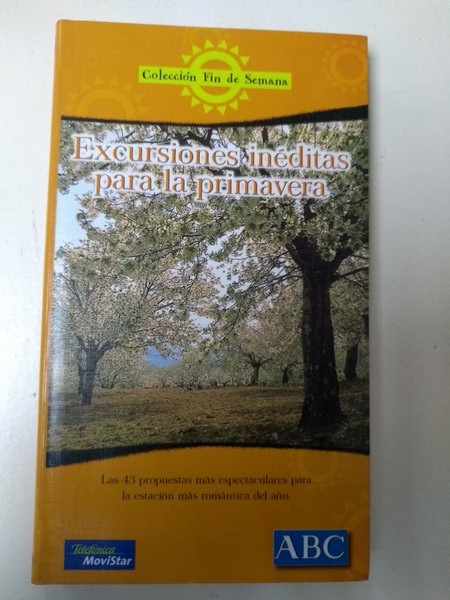 Colección Fin de Semana
Excursiones inéditas
para la primavera
Las 43 propuestas más espectaculares para
la estación más romántica del año.
Telefónica
MoviStar
ABC